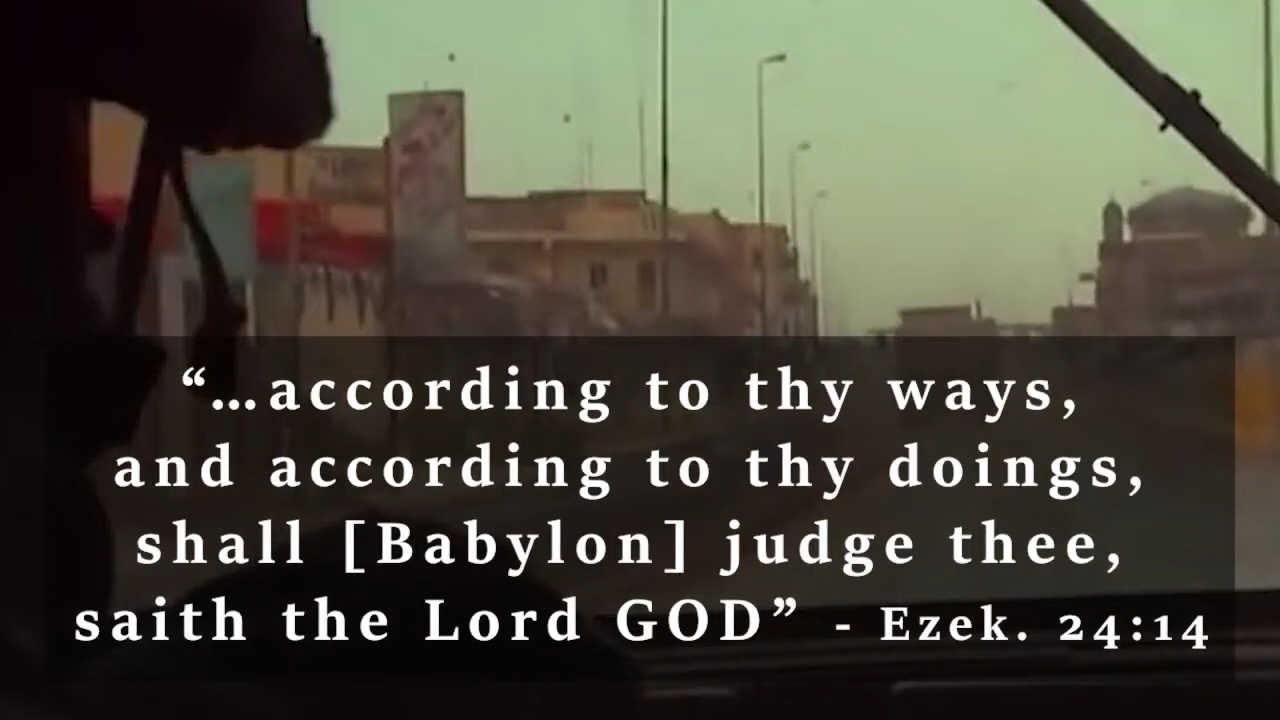 “…according to thy ways,
and according to thy doings,
shall [Babylon] judge thee,
saith the Lord GOD” - Ezek. 24:14